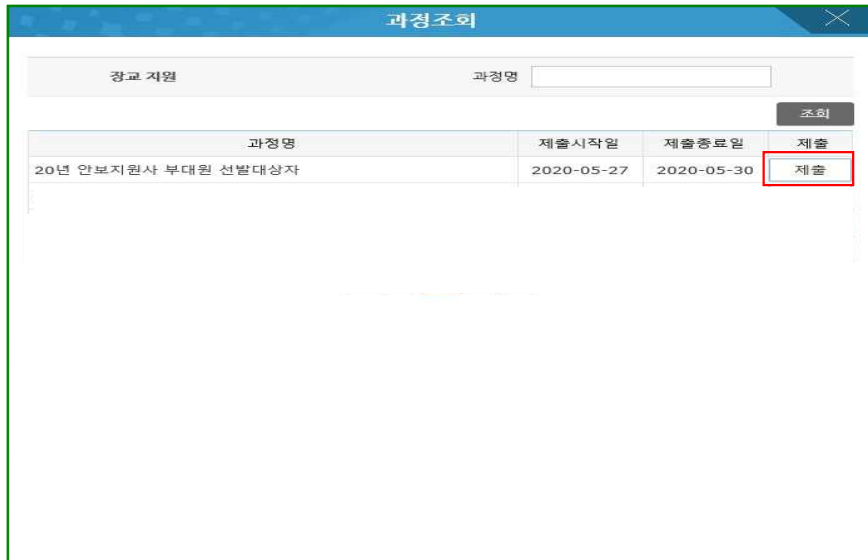 과정조회
장교 지원 과정명
조회
과정명 제출시작일 제출종료일 제출
20년 안보지원사 부대원 선발대상자 2020-05-27 2020-05-30 제출